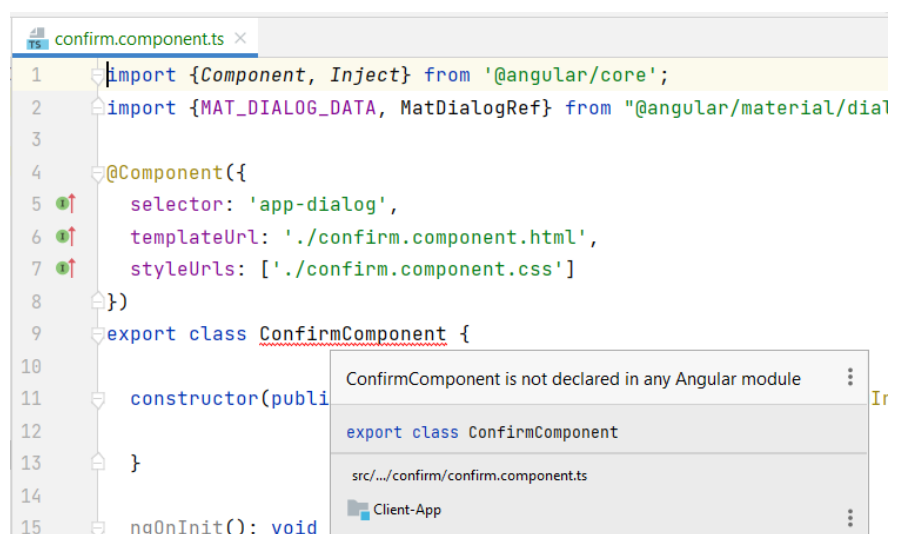 TS confirm.component.ts ×
1 import {Component, Inject} from '@angular/core';
2 import {MAT_DIALOG_DATA, MatDialogRef} from "@angular/material/dial
3
4 @Component({
5 selector: 'app-dialog',
6 templateUrl: './confirm.component.html',
7 styleUrls: ['./confirm.component.css']
8 })
9 export class ConfirmComponent {
10
ConfirmComponent is not declared in any Angular module
11 constructor(publi In
12
export class ConfirmComponent
13 }
src/.../confirm/confirm.component.ts
14
Client-App
15 ngOnInit(): void